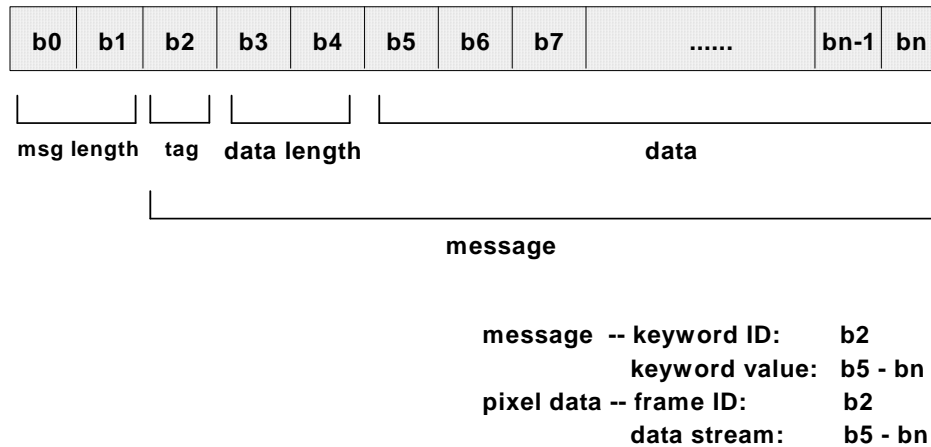 b0 b1 b2 b3 b4 b5 b6 b7 ...... bn-1 bn
msg length tag data length data
message
message -- keyword ID: b2
keyword value: b5 - bn
pixel data -- frame ID: b2
data stream: b5 - bn